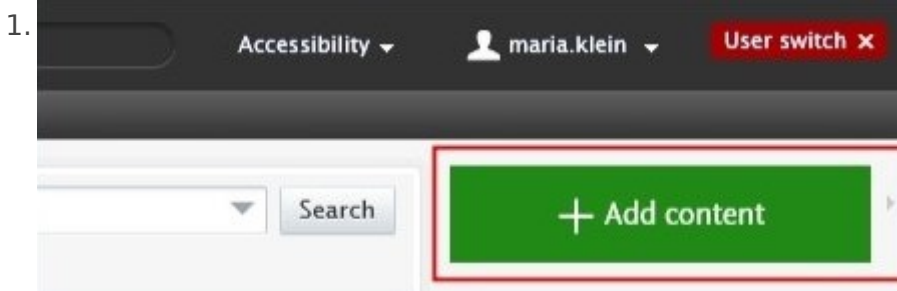 1.
Accessibility maria.klein User switch x
Search
+ Add content